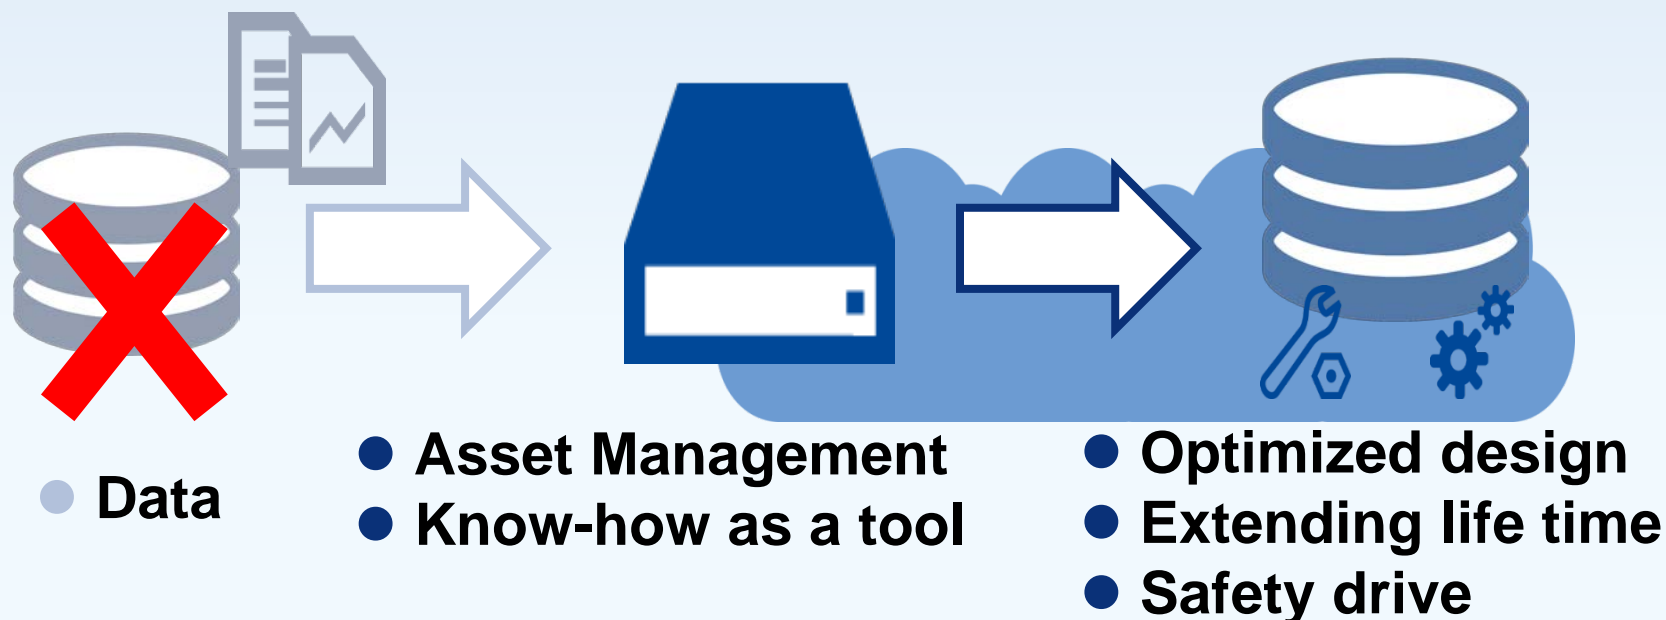 ● Data
● Asset Management
● Know-how as a tool
● Optimized design
● Extending life time
● Safety drive